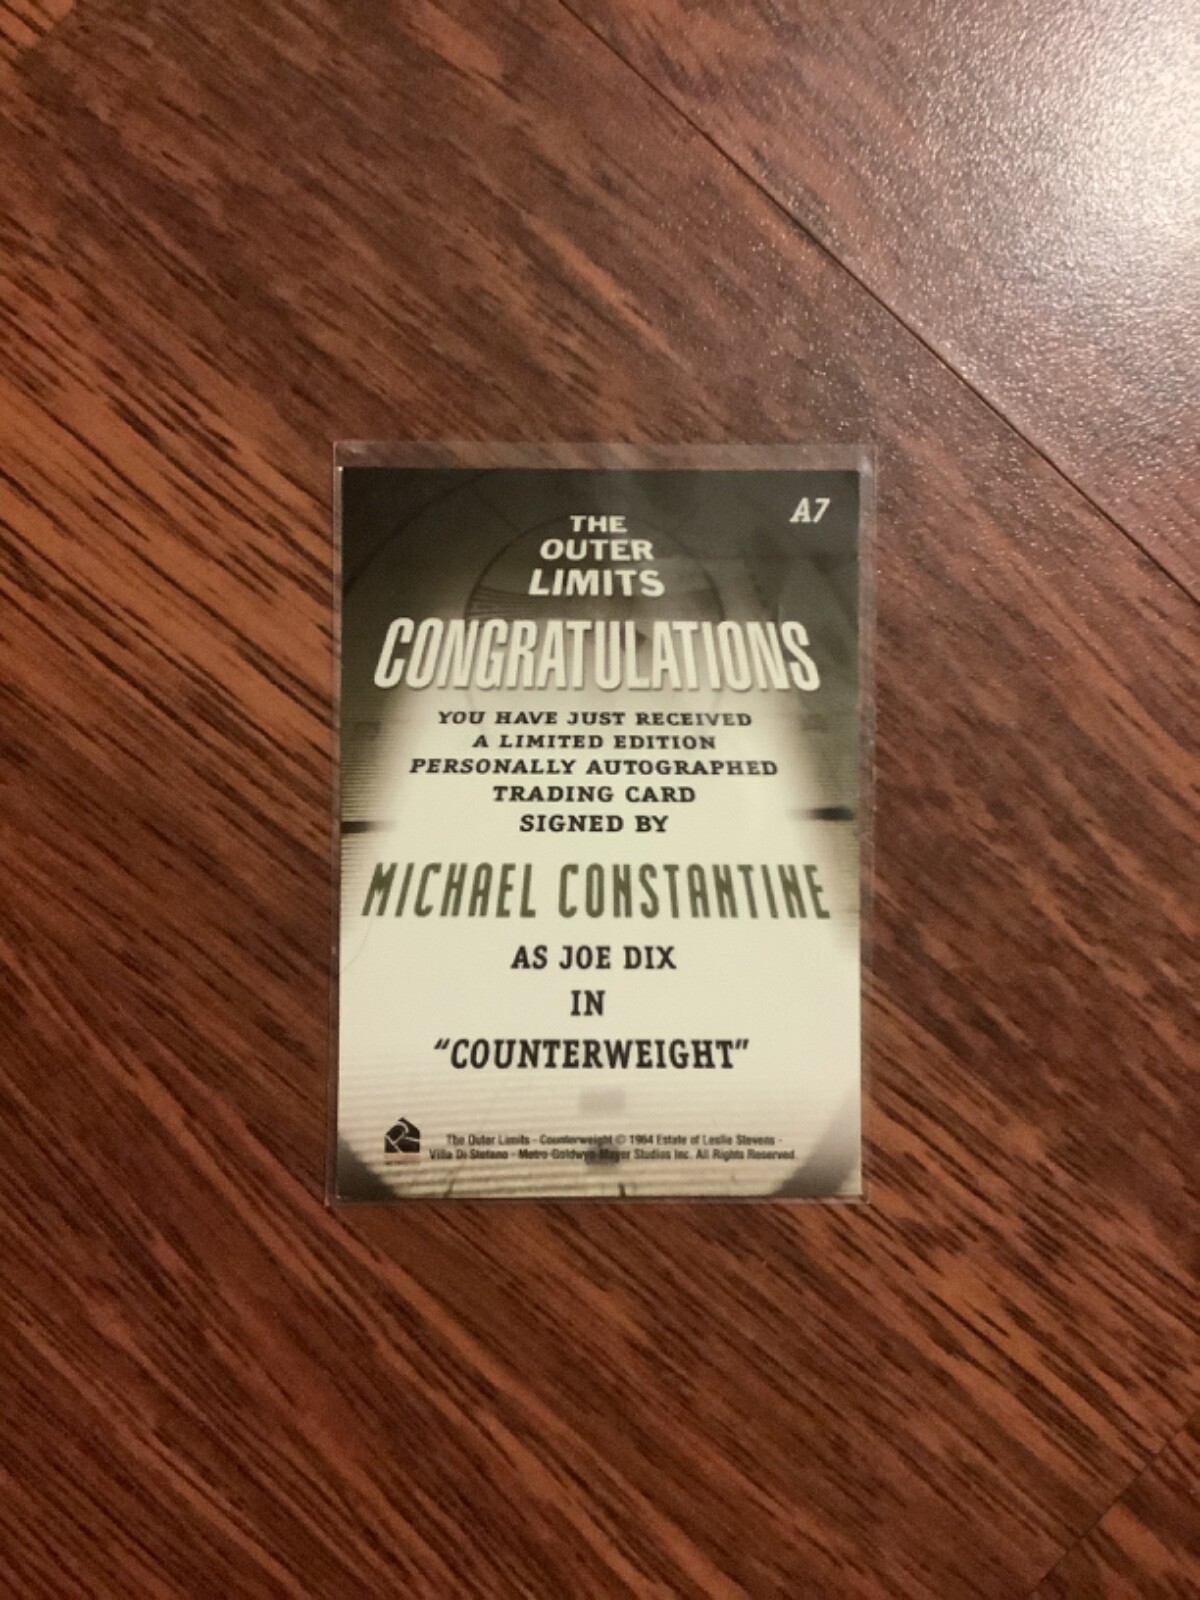 A7
THE
OUTER
LIMITS
CONGRATULATIONS
YOU HAVE JUST RECEIVED
A LIMITED EDITION
PERSONALLY AUTOGRAPHED
TRADING CARD
SIGNED BY
MICHAEL CONSTANTINE
AS JOE DIX
IN
“COUNTERWEIGHT”
The Outer Limits - Counterweight © 1964 Estate of Leslie Stevens -
Villa Di Stefano - Metro-Goldwyn-Mayer Studios Inc. All Rights Reserved.